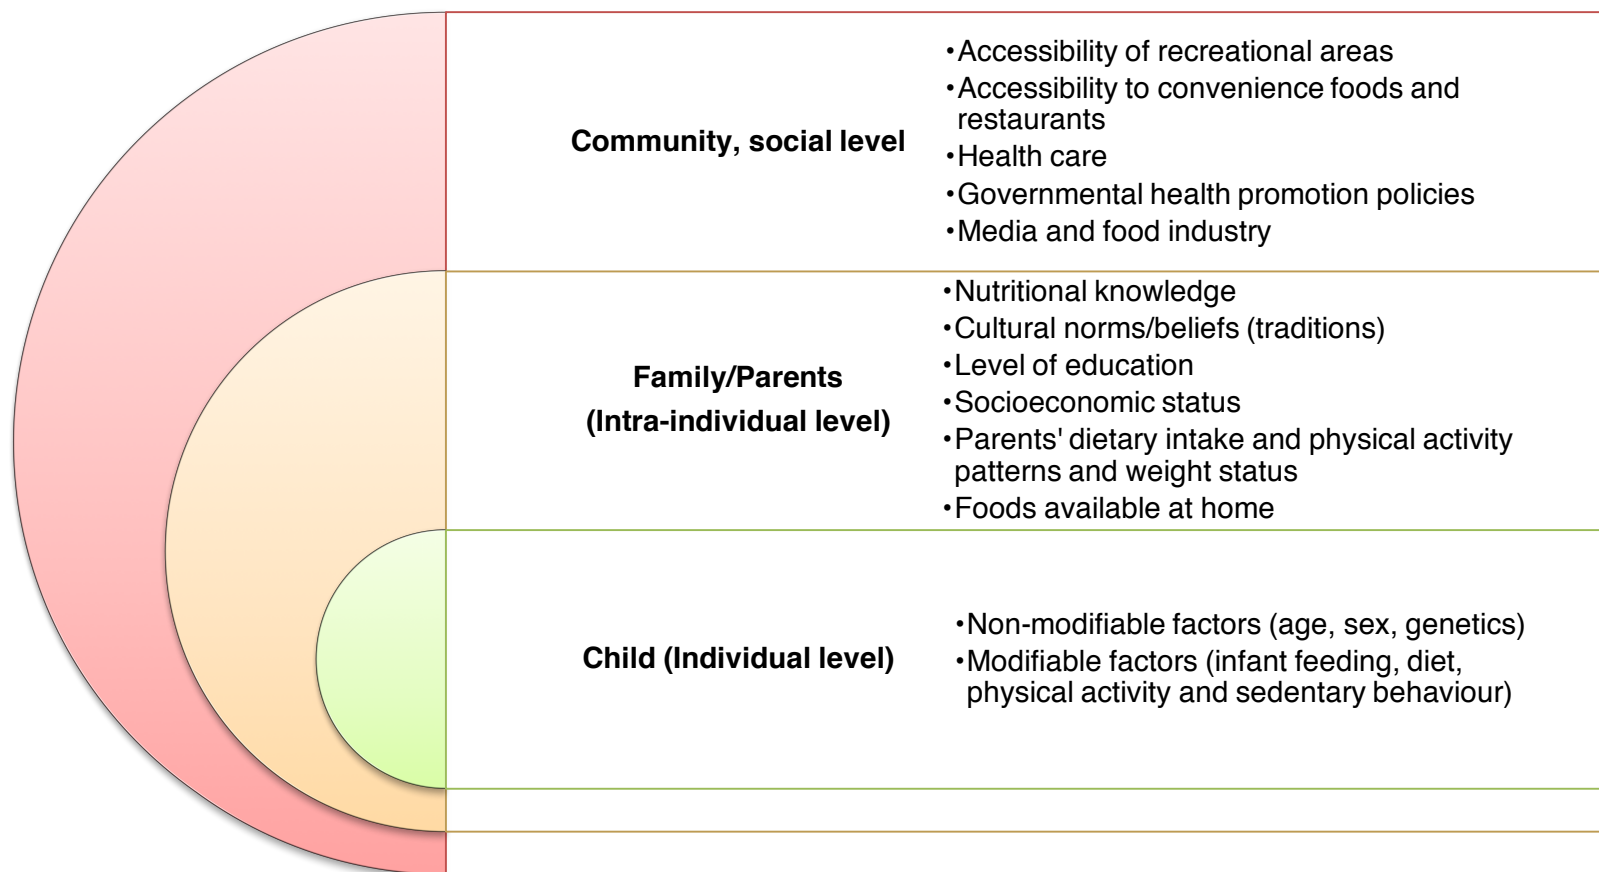 Community, social level
•Accessibility of recreational areas
•Accessibility to convenience foods and
restaurants
•Health care
•Governmental health promotion policies
•Media and food industry
Family/Parents
(Intra-individual level)
•Nutritional knowledge
•Cultural norms/beliefs (traditions)
•Level of education
•Socioeconomic status
•Parents' dietary intake and physical activity
patterns and weight status
•Foods available at home
Child (Individual level)
•Non-modifiable factors (age, sex, genetics)
•Modifiable factors (infant feeding, diet,
physical activity and sedentary behaviour)